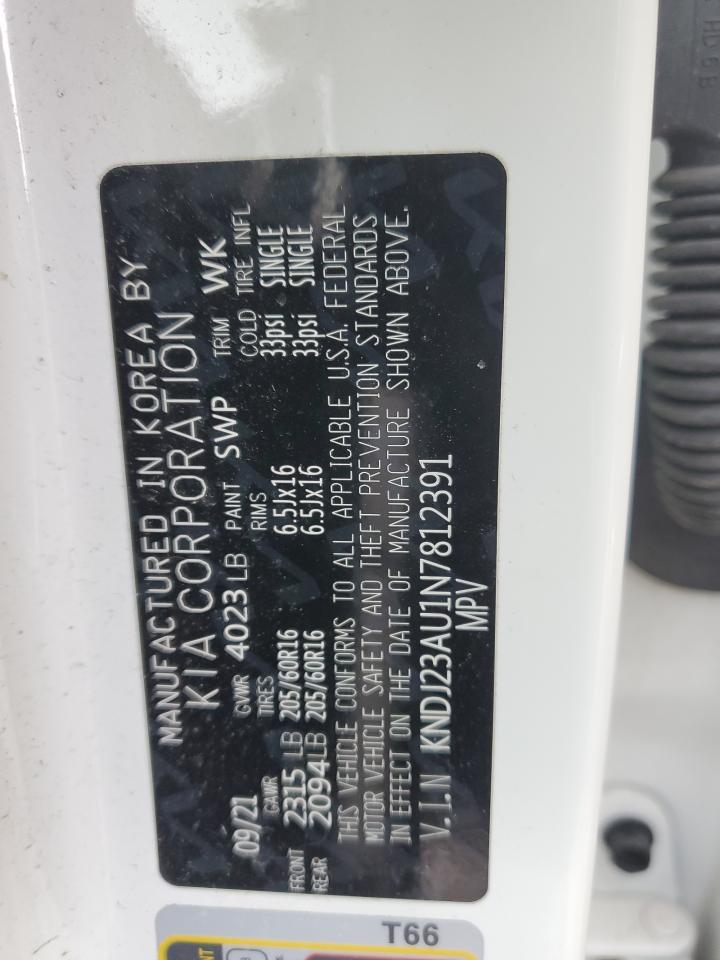 MANUFACTURED IN KOREA BY
KIA CORPORATION
09/21 GVWR 4023 LB PAINT SWP TRIM WK
GAWR TIRES RIMS COLD TIRE INFL
FRONT 2315 LB 205/60R16 6.5Jx16 33psi SINGLE
REAR 2094LB 205/60R16 6.5Jx16 33psi SINGLE
THIS VEHICLE CONFORMS TO ALL APPLICABLE U.S.A. FEDERAL
MOTOR VEHICLE SAFETY AND THEFT PREVENTION STANDARDS
IN EFFECT ON THE DATE OF MANUFACTURE SHOWN ABOVE.
V.I.N KNDJ23AU1N7812391
MPV
T66